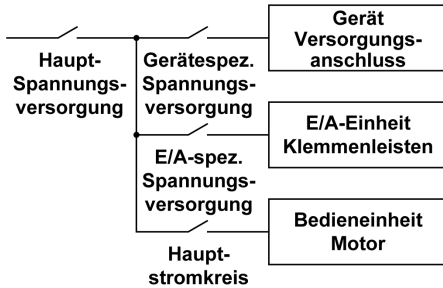 Haupt-
Spannungs-
versorgung
Gerätespez.
Spannungs-
versorgung
Gerät
Versorgungs-
anschluss
E/A-spez.
Spannungs-
versorgung
E/A-Einheit
Klemmenleisten
Haupt-
stromkreis
Bedieneinheit
Motor